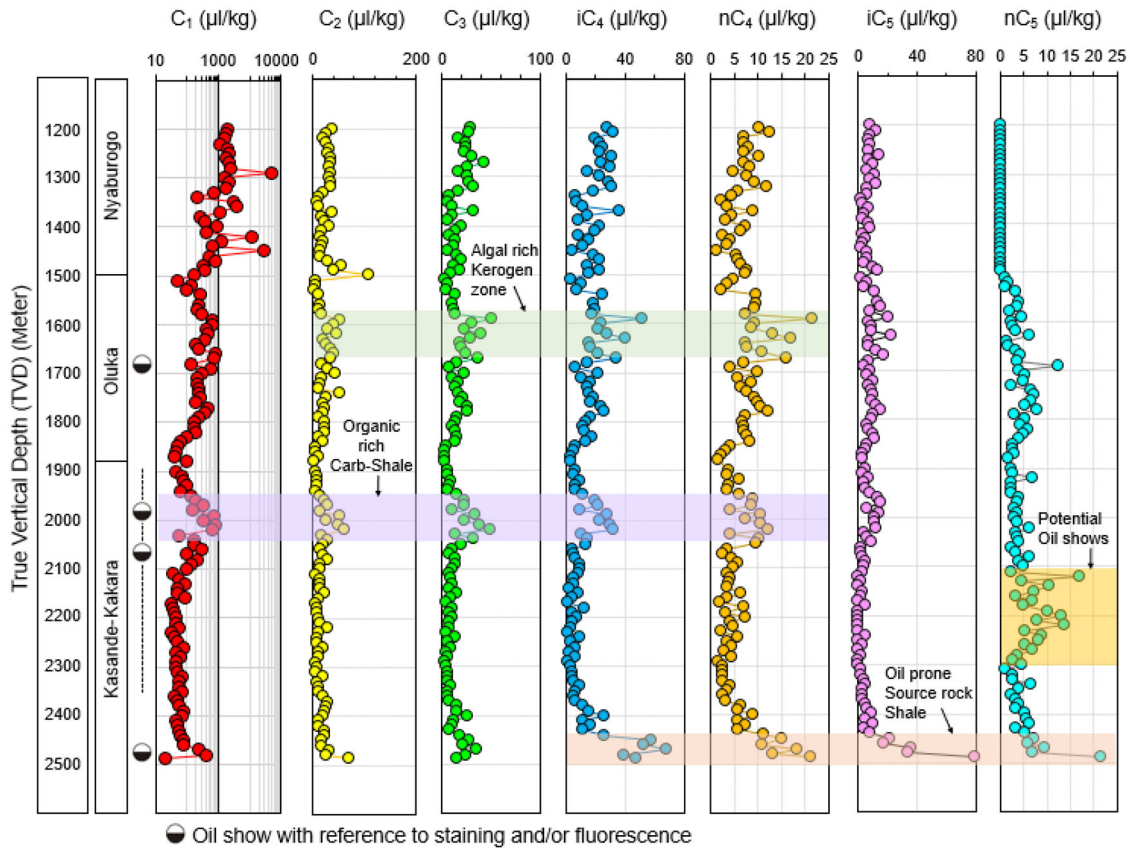 C₁ (µl/kg) C₂ (µl/kg) C₃ (µl/kg) iC₄ (µl/kg) nC₄ (µl/kg) iC₅ (µl/kg) nC₅ (µl/kg)
10 1000 100000 0 200 0 100 0 40 80 0 5 10 15 20 25 0 40 80 0 5 10 15 20 25
True Vertical Depth (TVD) (Meter)
1200
1300
1400
1500
1600
1700
1800
1900
2000
2100
2200
2300
2400
2500
Nyaburogo
Oluka
Kasande-Kakara
Algal rich
Kerogen
zone
Organic
rich
Carb-Shale
Potential
Oil shows
Oil prone
Source rock
Shale
Oil show with reference to staining and/or fluorescence